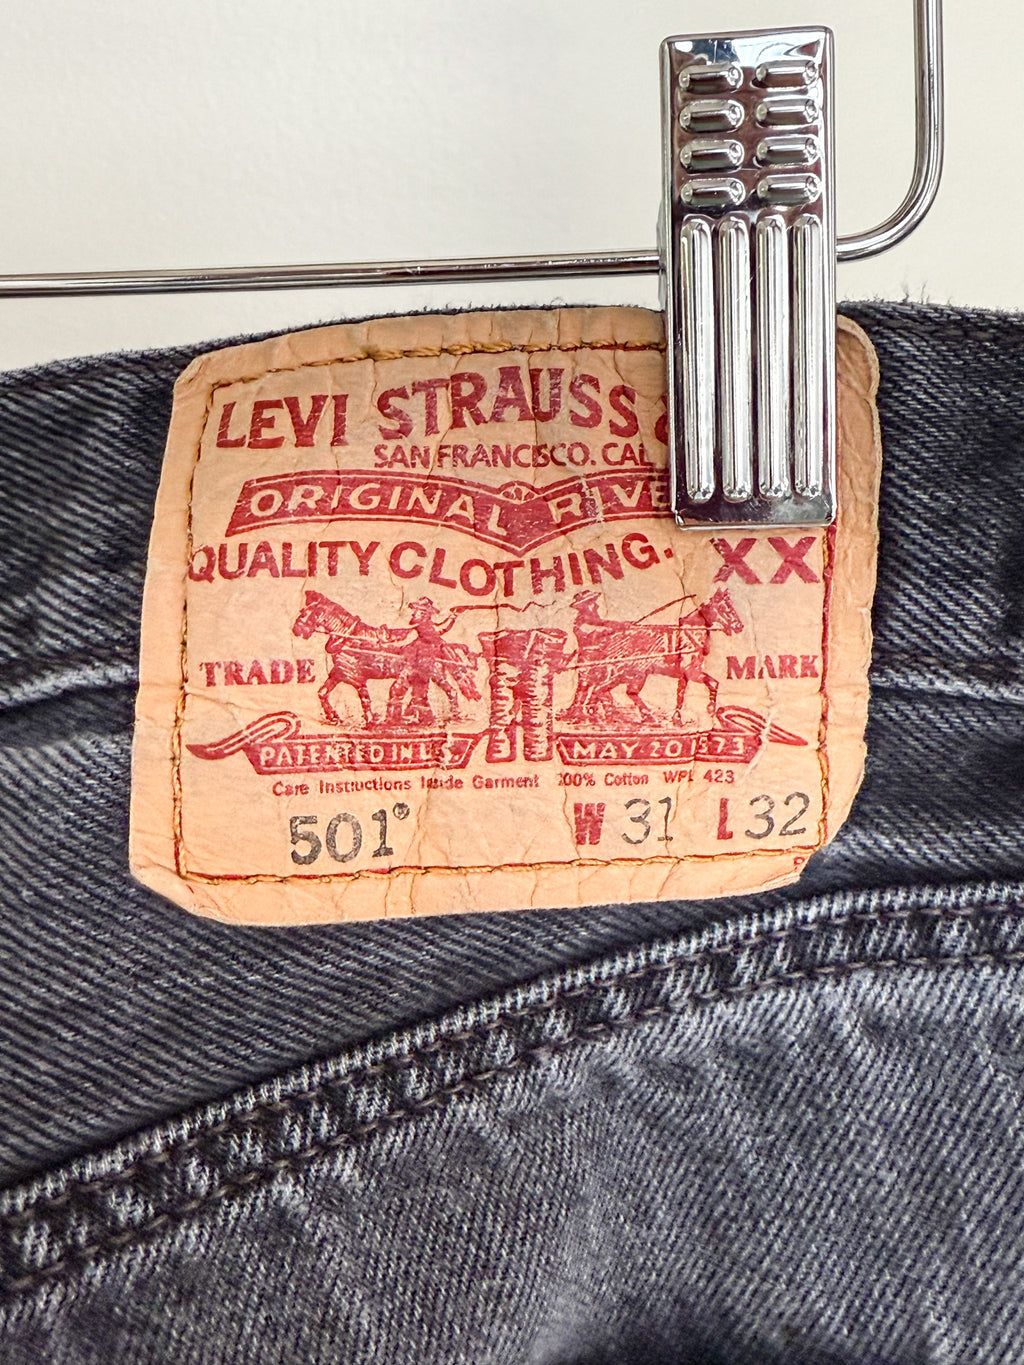 LEVI STRAUSS &
SAN FRANCISCO. CAL
ORIGINAL RIVE
QUALITY CLOTHING. XX
TRADE MARK
PATENTED IN U.S. MAY 20 1873
Care Instructions Inside Garment 100% Cotton WPL 423
501® W 31 L 32